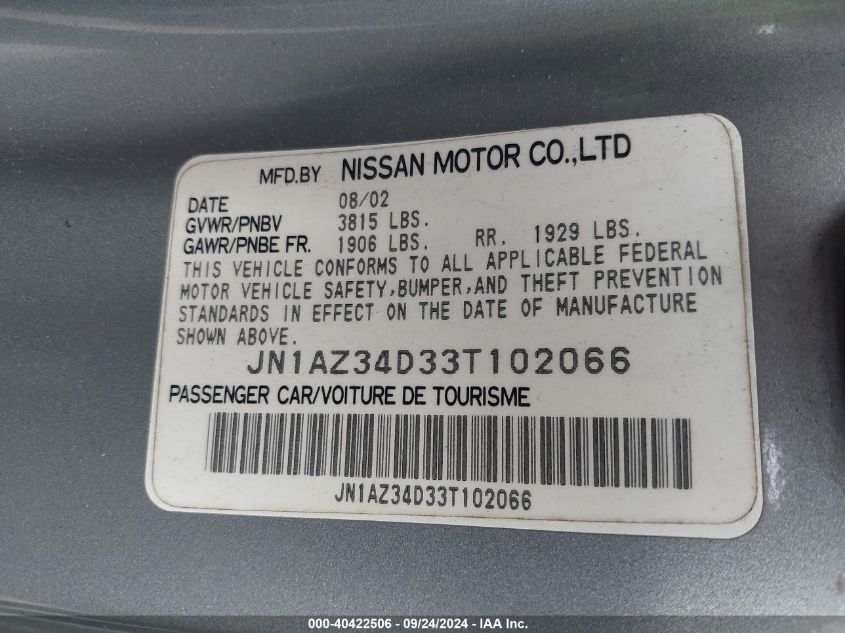 MFD.BY NISSAN MOTOR CO.,LTD
DATE 08/02
GVWR/PNBV 3815 LBS.
GAWR/PNBE FR. 1906 LBS. RR. 1929 LBS.
THIS VEHICLE CONFORMS TO ALL APPLICABLE FEDERAL
MOTOR VEHICLE SAFETY,BUMPER,AND THEFT PREVENTION
STANDARDS IN EFFECT ON THE DATE OF MANUFACTURE
SHOWN ABOVE.
JN1AZ34D33T102066
PASSENGER CAR/VOITURE DE TOURISME
JN1AZ34D33T102066
000-40422506 - 09/24/2024 - IAA Inc.